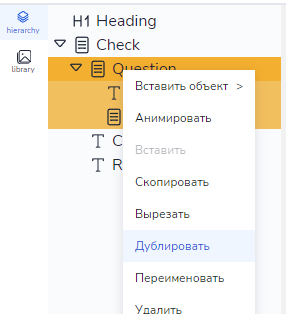 hierarchy
library
H1 Heading
Check
Question
Вставить объект >
Анимировать
Вставить
Скопировать
Вырезать
Дублировать
Переименовать
Удалить